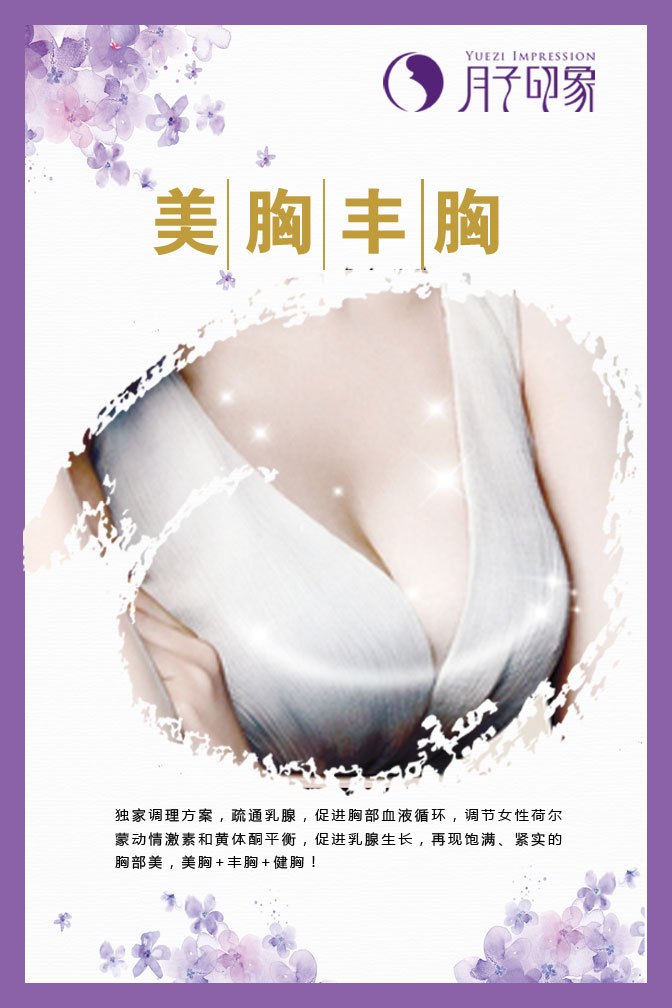 YUEZI IMPRESSION
月子印象
美胸丰胸
独家调理方案，疏通乳腺，促进胸部血液循环，调节女性荷尔
蒙动情激素和黄体酮平衡，促进乳腺生长，再现饱满、紧实的
胸部美，美胸+丰胸+健胸！